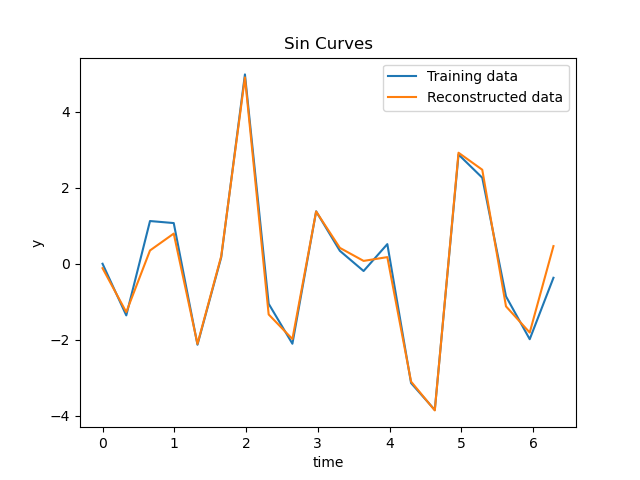 Sin Curves
Training data
Reconstructed data
4
2
0
−2
−4
y
0 1 2 3 4 5 6
time